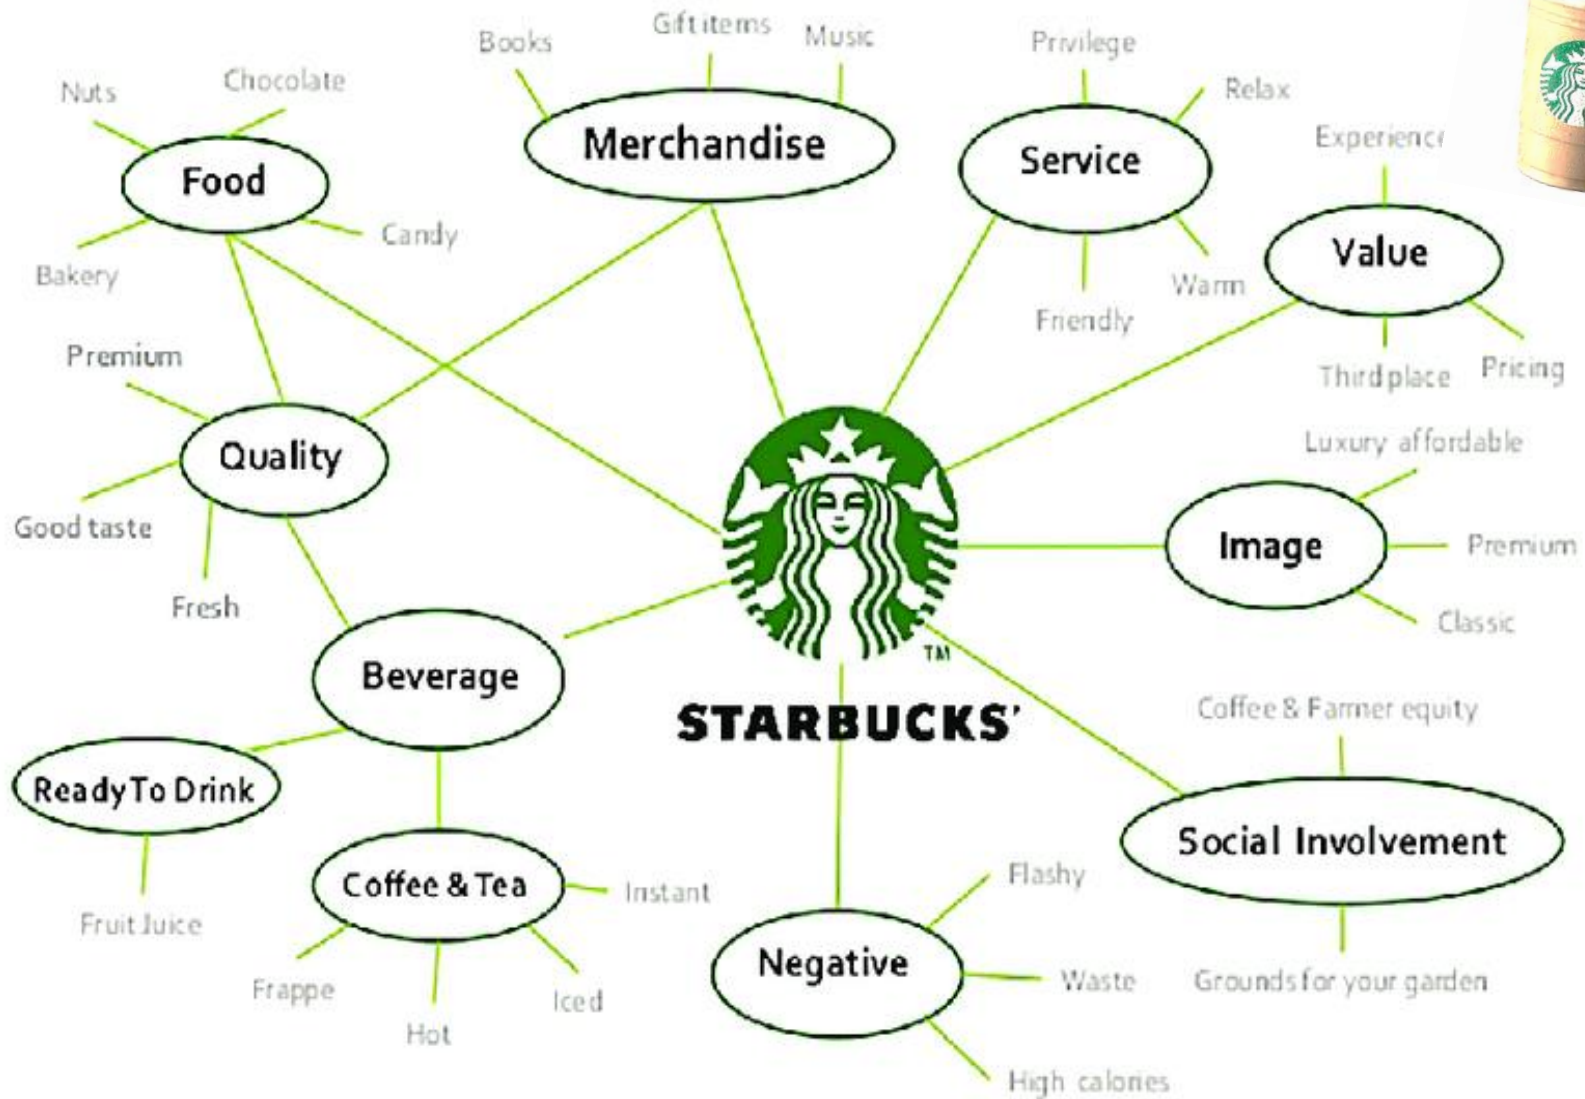 Books
Gift items
Music
Privilege
Relax
Nuts
Chocolate
Food
Merchandise
Service
Experience
Value
Candy
Bakery
Warm
Friendly
Premium
Third place
Pricing
Quality
Luxury affordable
Good taste
Image
Premium
Fresh
Classic
Beverage
TM
STARBUCKS'
Coffee & Farmer equity
Ready To Drink
Social Involvement
Coffee & Tea
Instant
Flashy
Fruit Juice
Negative
Waste
Grounds for your garden
Frappe
Iced
Hot
High calories